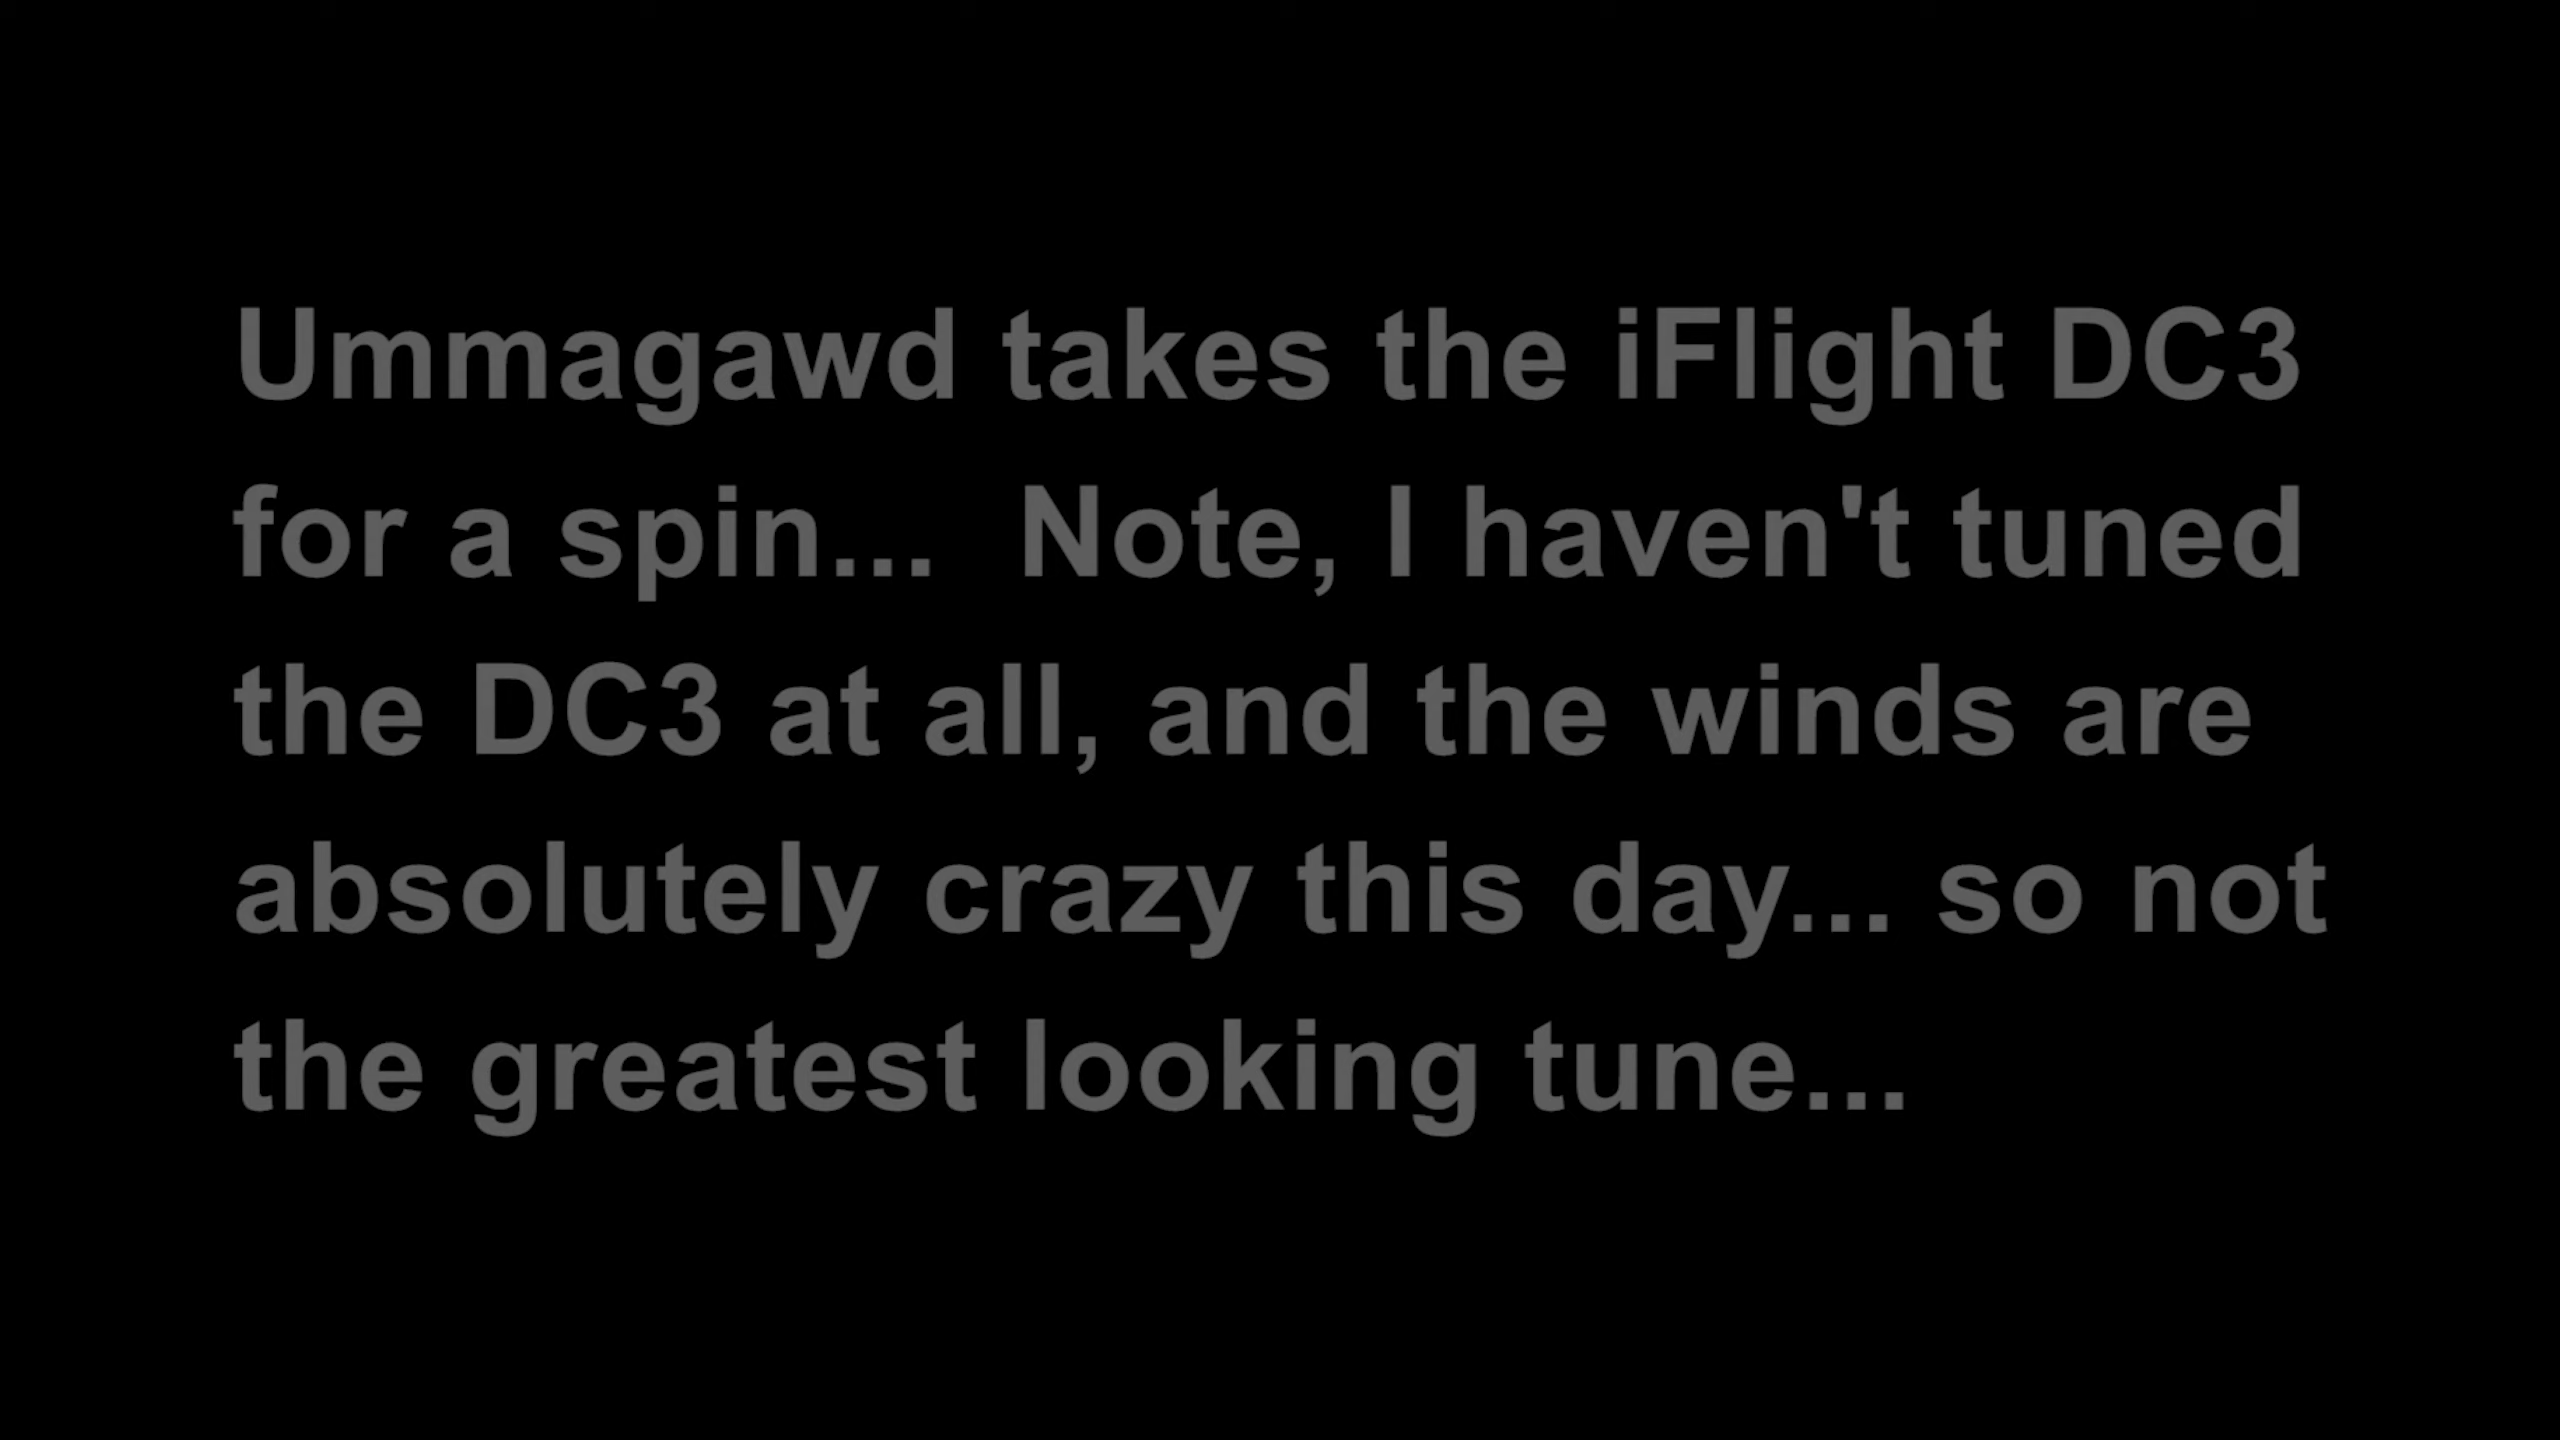 Ummagawd takes the iFlight DC3
for a spin...  Note, I haven't tuned
the DC3 at all, and the winds are
absolutely crazy this day... so not
the greatest looking tune...